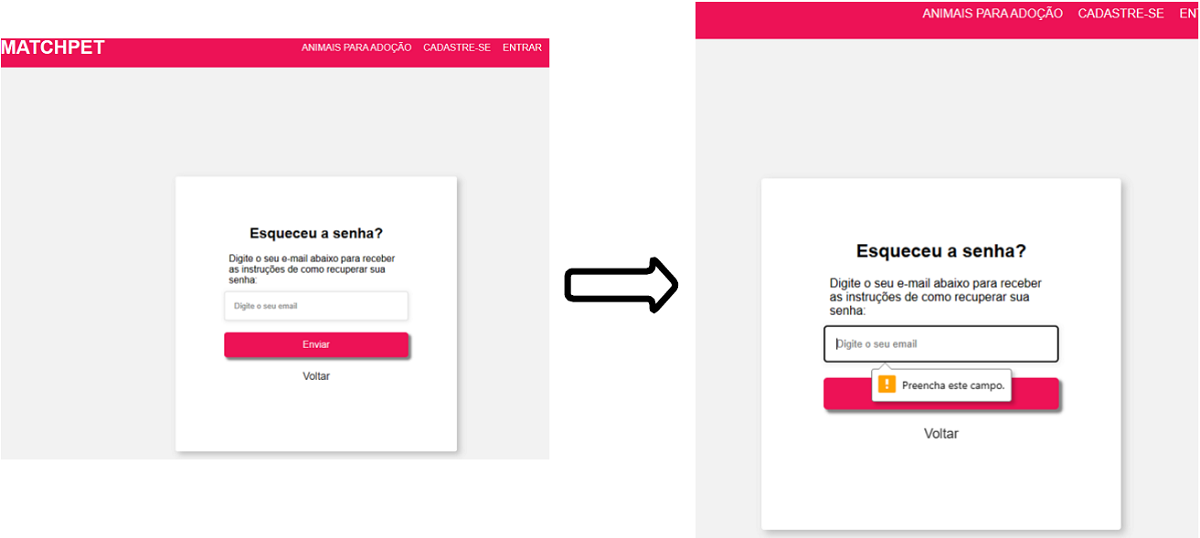 MATCHPET
ANIMAIS PARA ADOÇÃO CADASTRE-SE ENTRAR
Esqueceu a senha?
Digite o seu e-mail abaixo para receber
as instruções de como recuperar sua
senha:
Digite o seu email
Enviar
Voltar
ANIMAIS PARA ADOÇÃO CADASTRE-SE EN
Esqueceu a senha?
Digite o seu e-mail abaixo para receber
as instruções de como recuperar sua
senha:
Digite o seu email
! Preencha este campo.
Voltar